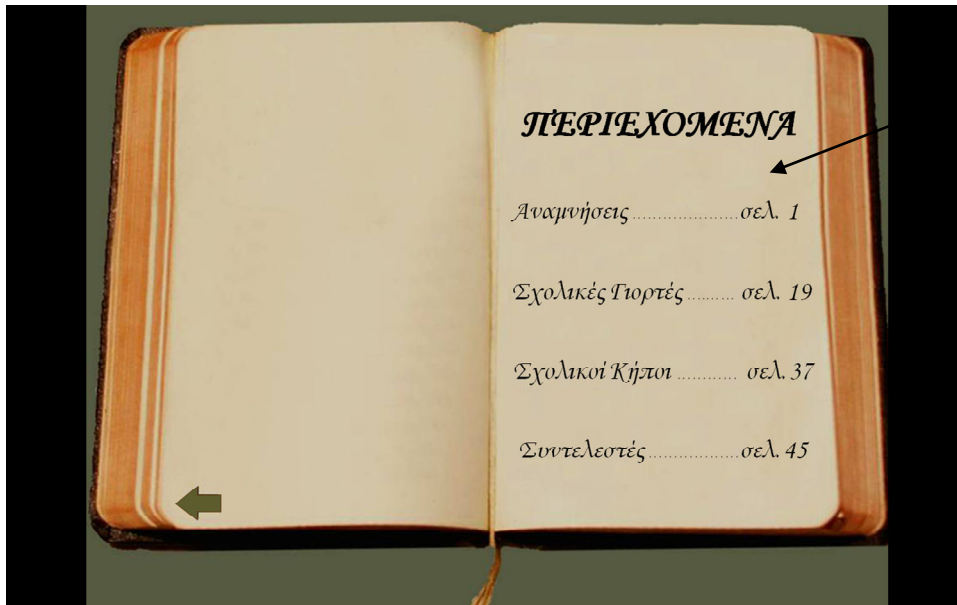 ΠΕΡΙΕΧΟΜΕΝΑ
Αναμνήσεις .....................σελ. 1
Σχολικές Γιορτές ......... σελ. 19
Σχολικοί Κήποι ............ σελ. 37
Συντελεστές ..................σελ. 45